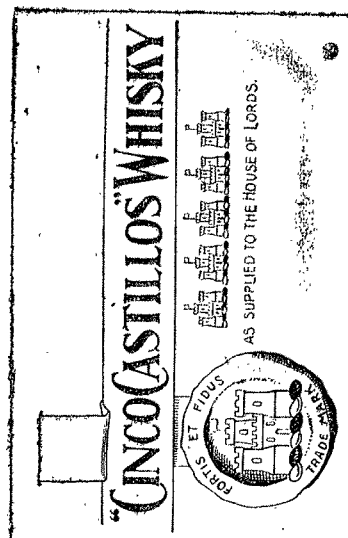 "CINCO CASTILLOS" WHISKY
AS SUPPLIED TO THE HOUSE OF LORDS.
FORTIS ET FIDUS
TRADE MARK